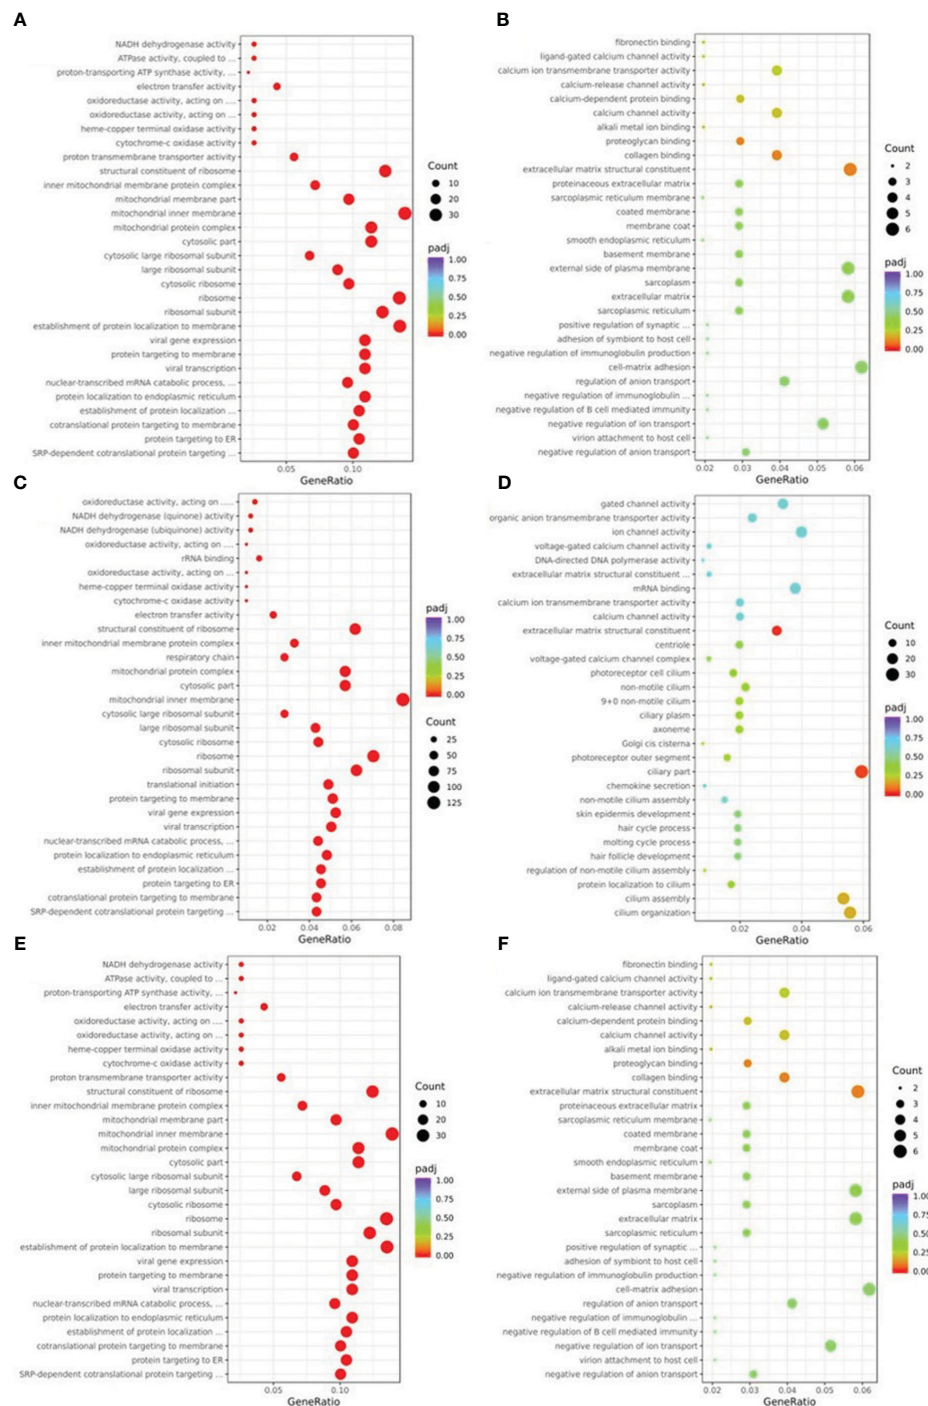 A
NADH dehydrogenase activity
ATPase activity, coupled to ...
proton-transporting ATP synthase activity, ...
electron transfer activity
oxidoreductase activity, acting on ....
oxidoreductase activity, acting on ...
heme-copper terminal oxidase activity
cytochrome-c oxidase activity
proton transmembrane transporter activity
structural constituent of ribosome
inner mitochondrial membrane protein complex
mitochondrial membrane part
mitochondrial inner membrane
mitochondrial protein complex
cytosolic part
cytosolic large ribosomal subunit
large ribosomal subunit
cytosolic ribosome
ribosome
ribosomal subunit
establishment of protein localization to membrane
viral gene expression
protein targeting to membrane
viral transcription
nuclear-transcribed mRNA catabolic process, ...
protein localization to endoplasmic reticulum
establishment of protein localization ...
cotranslational protein targeting to membrane
protein targeting to ER
SRP-dependent cotranslational protein targeting ...
0.05 0.10
GeneRatio
Count
10
20
30
padj
1.00
0.75
0.50
0.25
0.00
B
fibronectin binding
ligand-gated calcium channel activity
calcium ion transmembrane transporter activity
calcium-release channel activity
calcium-dependent protein binding
calcium channel activity
alkali metal ion binding
proteoglycan binding
collagen binding
extracellular matrix structural constituent
proteinaceous extracellular matrix
sarcoplasmic reticulum membrane
coated membrane
membrane coat
smooth endoplasmic reticulum
basement membrane
external side of plasma membrane
sarcoplasm
extracellular matrix
sarcoplasmic reticulum
positive regulation of synaptic ...
adhesion of symbiont to host cell
negative regulation of immunoglobulin production
cell-matrix adhesion
regulation of anion transport
negative regulation of immunoglobulin ...
negative regulation of B cell mediated immunity
negative regulation of ion transport
virion attachment to host cell
negative regulation of anion transport
0.02 0.03 0.04 0.05 0.06
GeneRatio
Count
2
3
4
5
6
padj
1.00
0.75
0.50
0.25
0.00
C
oxidoreductase activity, acting on ....
NADH dehydrogenase (quinone) activity
NADH dehydrogenase (ubiquinone) activity
oxidoreductase activity, acting on ....
rRNA binding
oxidoreductase activity, acting on ...
heme-copper terminal oxidase activity
cytochrome-c oxidase activity
electron transfer activity
structural constituent of ribosome
inner mitochondrial membrane protein complex
respiratory chain
mitochondrial protein complex
cytosolic part
mitochondrial inner membrane
cytosolic large ribosomal subunit
large ribosomal subunit
cytosolic ribosome
ribosome
ribosomal subunit
translational initiation
protein targeting to membrane
viral gene expression
viral transcription
nuclear-transcribed mRNA catabolic process, ...
protein localization to endoplasmic reticulum
establishment of protein localization ...
protein targeting to ER
cotranslational protein targeting to membrane
SRP-dependent cotranslational protein targeting ...
0.02 0.04 0.06 0.08
GeneRatio
padj
1.00
0.75
0.50
0.25
0.00
Count
25
50
75
100
125
D
gated channel activity
organic anion transmembrane transporter activity
ion channel activity
voltage-gated calcium channel activity
DNA-directed DNA polymerase activity
extracellular matrix structural constituent ...
mRNA binding
calcium ion transmembrane transporter activity
calcium channel activity
extracellular matrix structural constituent
centriole
voltage-gated calcium channel complex
photoreceptor cell cilium
non-motile cilium
9+0 non-motile cilium
ciliary plasm
axoneme
Golgi cis cisterna
photoreceptor outer segment
ciliary part
chemokine secretion
non-motile cilium assembly
skin epidermis development
hair cycle process
molting cycle process
hair follicle development
regulation of non-motile cilium assembly
protein localization to cilium
cilium assembly
cilium organization
0.02 0.04 0.06
GeneRatio
Count
10
20
30
padj
1.00
0.75
0.50
0.25
0.00
E
NADH dehydrogenase activity
ATPase activity, coupled to ...
proton-transporting ATP synthase activity, ...
electron transfer activity
oxidoreductase activity, acting on ....
oxidoreductase activity, acting on ...
heme-copper terminal oxidase activity
cytochrome-c oxidase activity
proton transmembrane transporter activity
structural constituent of ribosome
inner mitochondrial membrane protein complex
mitochondrial membrane part
mitochondrial inner membrane
mitochondrial protein complex
cytosolic part
cytosolic large ribosomal subunit
large ribosomal subunit
cytosolic ribosome
ribosome
ribosomal subunit
establishment of protein localization to membrane
viral gene expression
protein targeting to membrane
viral transcription
nuclear-transcribed mRNA catabolic process, ...
protein localization to endoplasmic reticulum
establishment of protein localization ...
cotranslational protein targeting to membrane
protein targeting to ER
SRP-dependent cotranslational protein targeting ...
0.05 0.10
GeneRatio
Count
10
20
30
padj
1.00
0.75
0.50
0.25
0.00
F
fibronectin binding
ligand-gated calcium channel activity
calcium ion transmembrane transporter activity
calcium-release channel activity
calcium-dependent protein binding
calcium channel activity
alkali metal ion binding
proteoglycan binding
collagen binding
extracellular matrix structural constituent
proteinaceous extracellular matrix
sarcoplasmic reticulum membrane
coated membrane
membrane coat
smooth endoplasmic reticulum
basement membrane
external side of plasma membrane
sarcoplasm
extracellular matrix
sarcoplasmic reticulum
positive regulation of synaptic ...
adhesion of symbiont to host cell
negative regulation of immunoglobulin production
cell-matrix adhesion
regulation of anion transport
negative regulation of immunoglobulin ...
negative regulation of B cell mediated immunity
negative regulation of ion transport
virion attachment to host cell
negative regulation of anion transport
0.02 0.03 0.04 0.05 0.06
GeneRatio
Count
2
3
4
5
6
padj
1.00
0.75
0.50
0.25
0.00